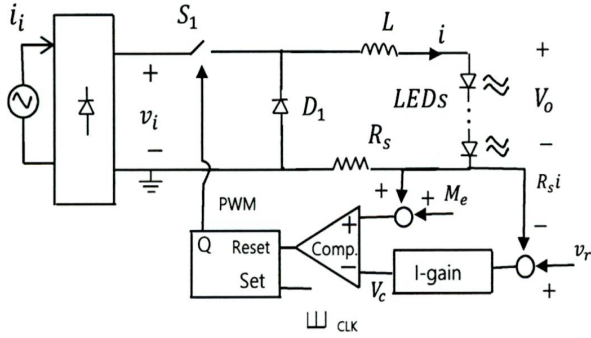 i_i
S_1
L
i
+
+
v_i
D_1
LEDs
V_o
−
R_s
−
+
+
M_e
R_s i
−
PWM
Q
Reset
+
Comp.
−
I-gain
v_r
Set
V_c
+
CLK